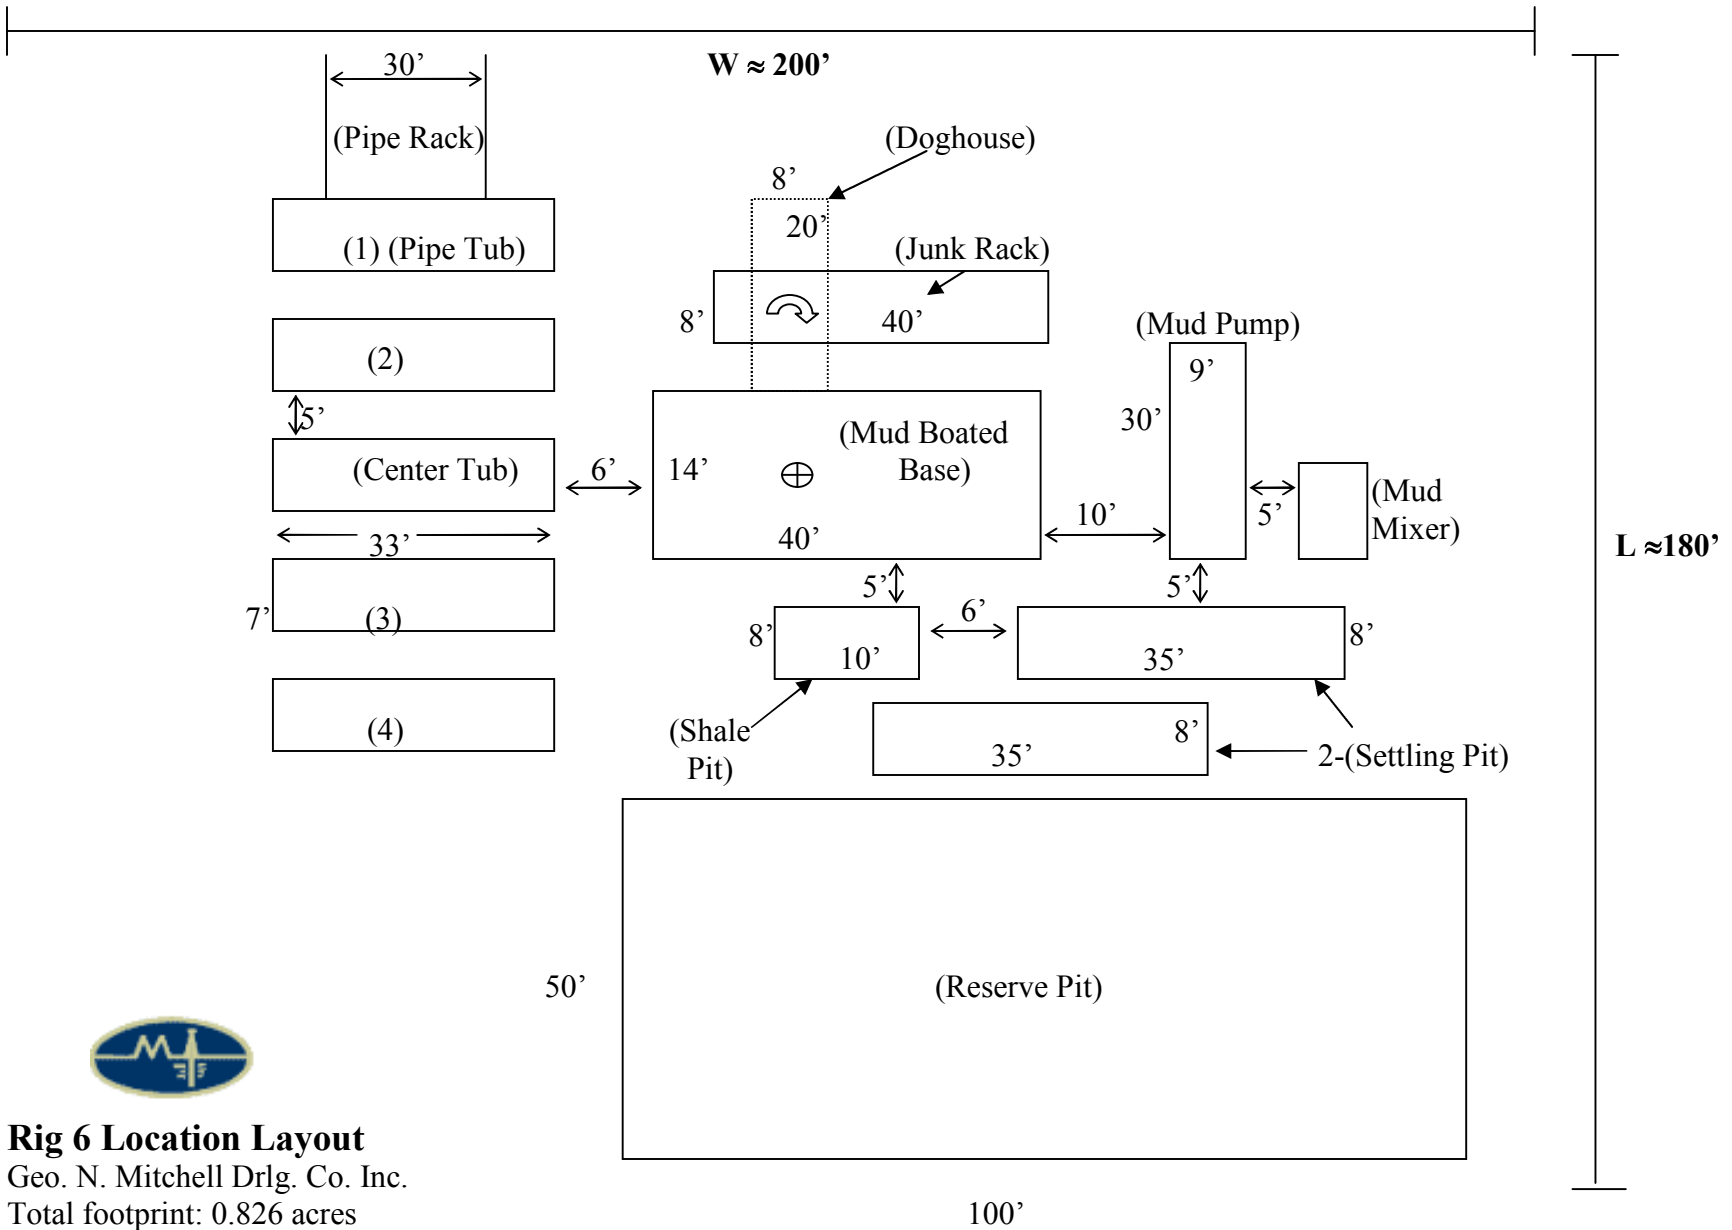 W ≈ 200’
30’
(Pipe Rack)
(Doghouse)
8’
20’
(1) (Pipe Tub)
(Junk Rack)
8’
40’
(Mud Pump)
(2)
9’
5’
30’
(Mud Boated
Base)
(Center Tub)
6’
14’
(Mud
Mixer)
10’
5’
33’
40’
L ≈180’
5’
5’
7’
(3)
8’
6’
8’
10’
35’
(4)
(Shale
Pit)
8’
35’
2-(Settling Pit)
50’
(Reserve Pit)
M
Rig 6 Location Layout
Geo. N. Mitchell Drlg. Co. Inc.
Total footprint: 0.826 acres
100’